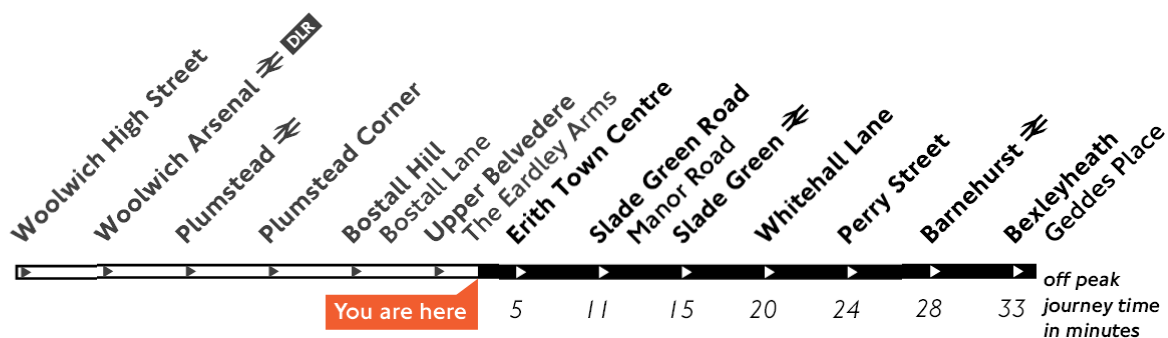 Woolwich High Street
Woolwich Arsenal DLR
Plumstead
Plumstead Corner
Bostall Hill
Bostall Lane
Upper Belvedere
The Eardley Arms
Erith Town Centre
Slade Green Road
Manor Road
Slade Green
Whitehall Lane
Perry Street
Barnehurst
Bexleyheath
Geddes Place
You are here
5 11 15 20 24 28 33
off peak
journey time
in minutes